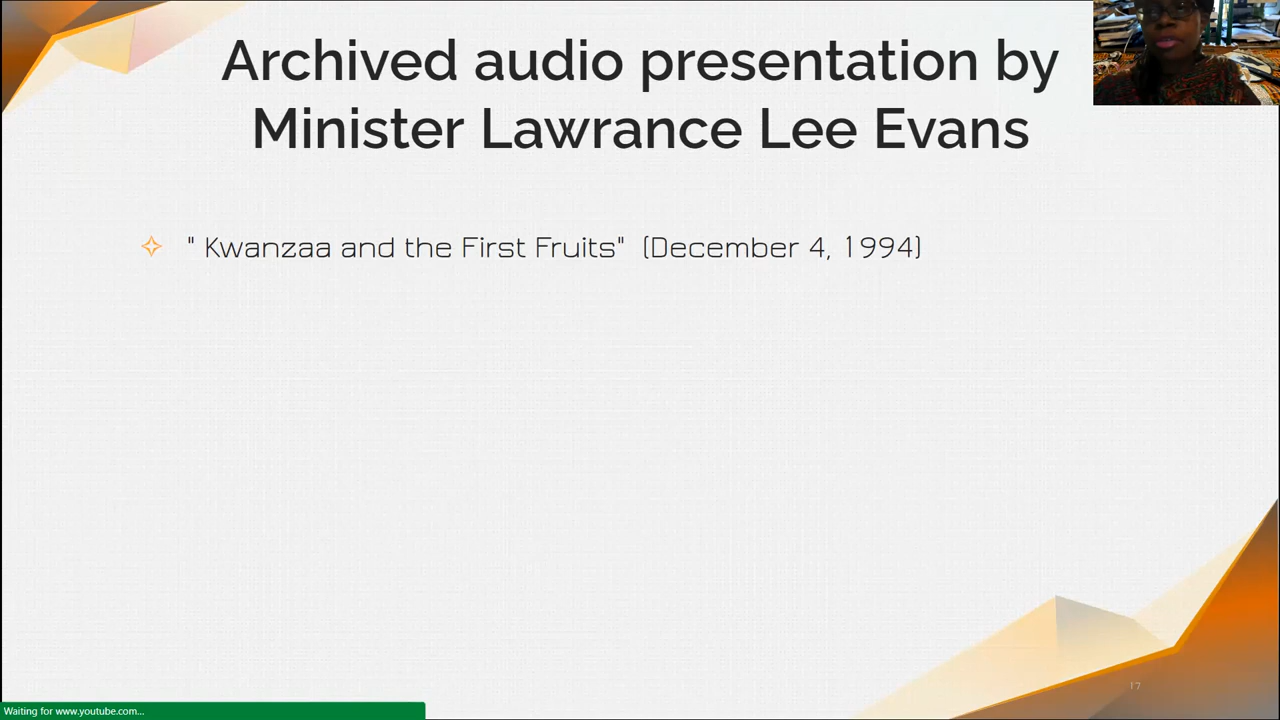 Archived audio presentation by
Minister Lawrance Lee Evans
" Kwanzaa and the First Fruits" (December 4, 1994)
17
Waiting for www.youtube.com...